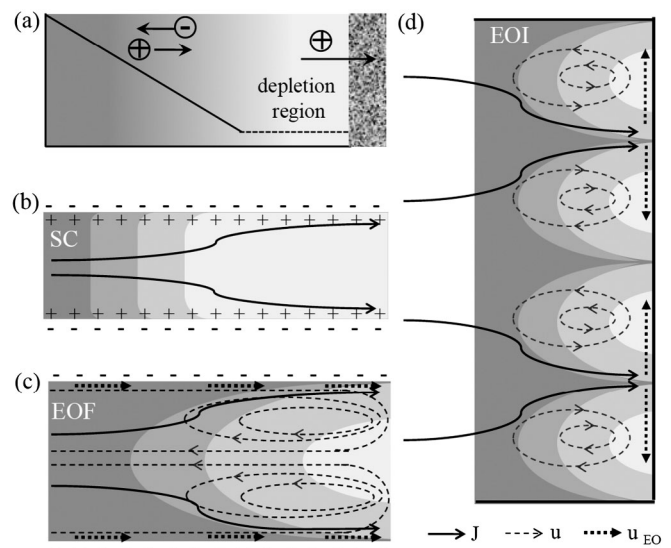 (a)
depletion
region
(b)
SC
(c)
EOF
(d)
EOI
J
u
u EO